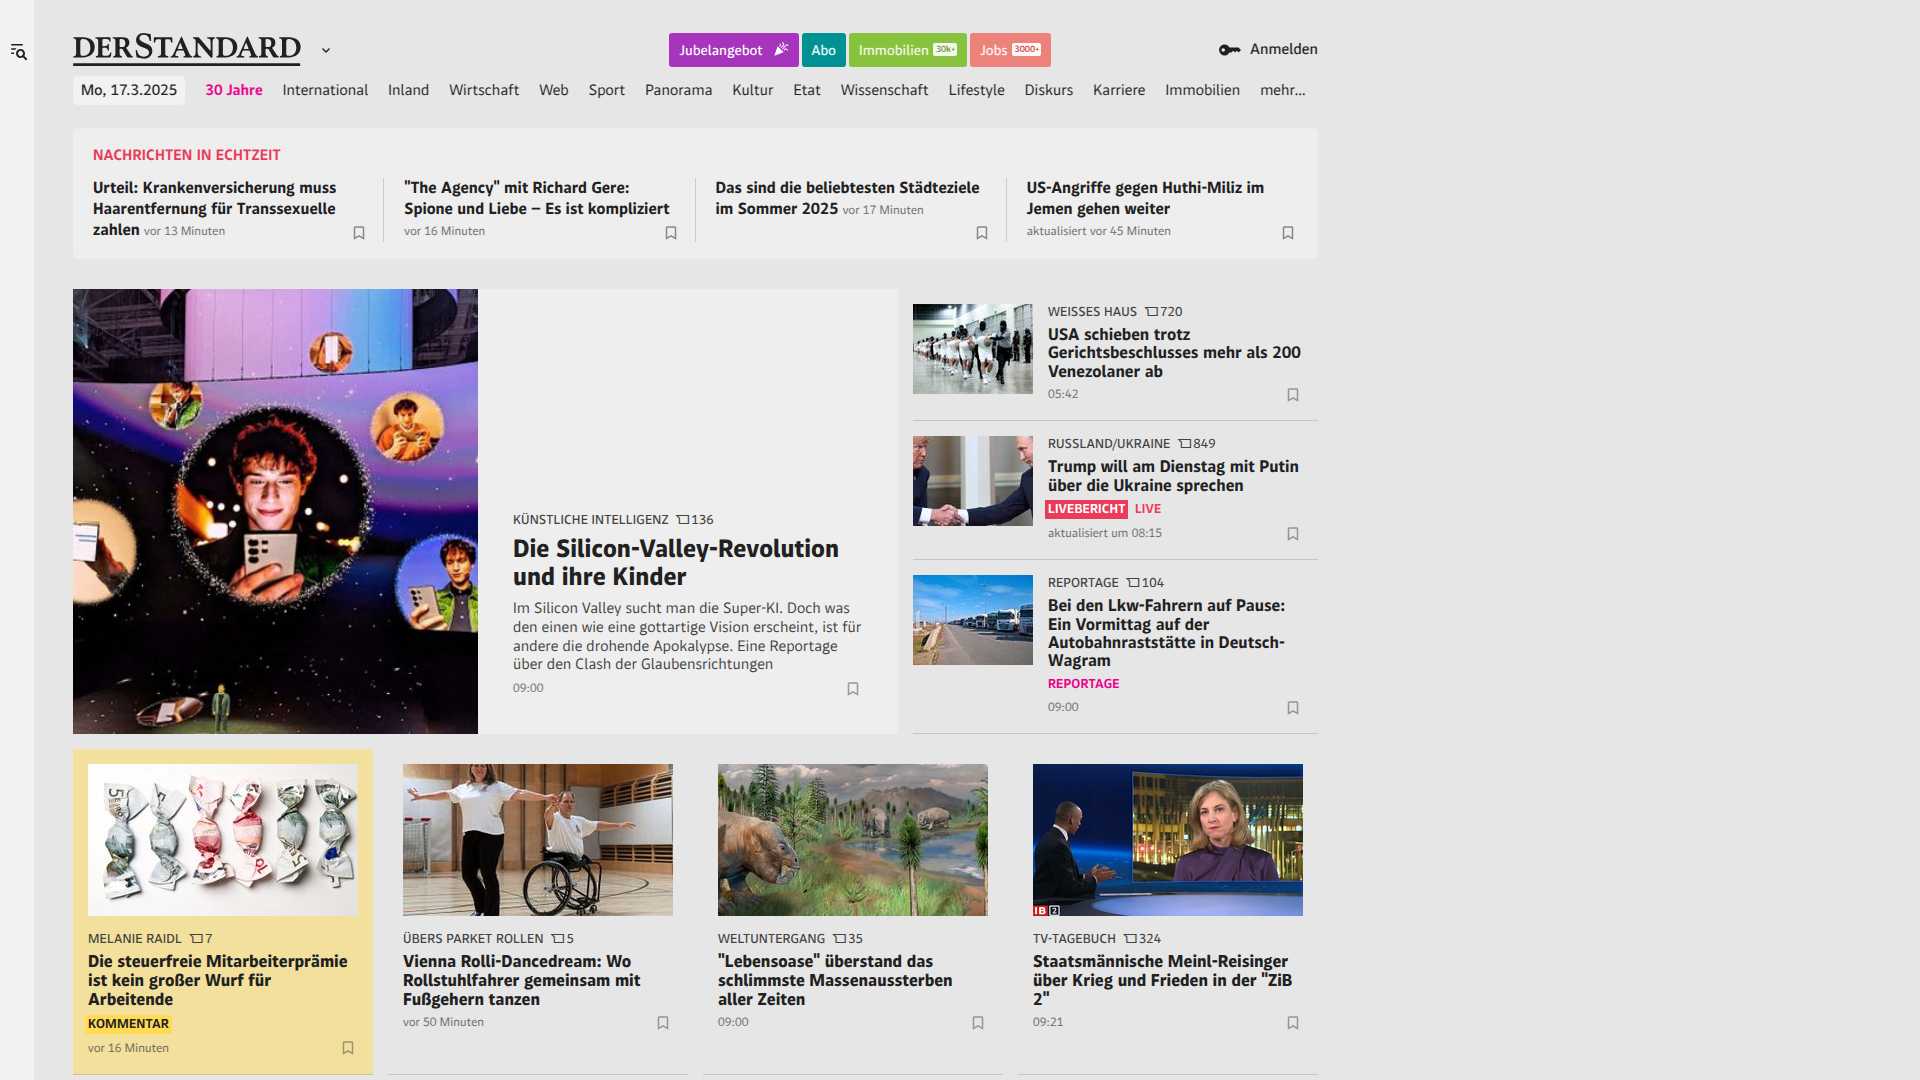 DERSTANDARD
Jubelangebot
Abo
Immobilien 30k+
Jobs 3000+
Anmelden
Mo, 17.3.2025
30 Jahre
International
Inland
Wirtschaft
Web
Sport
Panorama
Kultur
Etat
Wissenschaft
Lifestyle
Diskurs
Karriere
Immobilien
mehr...
NACHRICHTEN IN ECHTZEIT
Urteil: Krankenversicherung muss
Haarentfernung für Transsexuelle
zahlen vor 13 Minuten
"The Agency" mit Richard Gere:
Spione und Liebe – Es ist kompliziert
vor 16 Minuten
Das sind die beliebtesten Städteziele
im Sommer 2025 vor 17 Minuten
US-Angriffe gegen Huthi-Miliz im
Jemen gehen weiter
aktualisiert vor 45 Minuten
KÜNSTLICHE INTELLIGENZ 136
Die Silicon-Valley-Revolution
und ihre Kinder
Im Silicon Valley sucht man die Super-KI. Doch was
den einen wie eine gottartige Vision erscheint, ist für
andere die drohende Apokalypse. Eine Reportage
über den Clash der Glaubensrichtungen
09:00
WEISSES HAUS 720
USA schieben trotz
Gerichtsbeschlusses mehr als 200
Venezolaner ab
05:42
RUSSLAND/UKRAINE 849
Trump will am Dienstag mit Putin
über die Ukraine sprechen
LIVEBERICHT LIVE
aktualisiert um 08:15
REPORTAGE 104
Bei den Lkw-Fahrern auf Pause:
Ein Vormittag auf der
Autobahnraststätte in Deutsch-
Wagram
REPORTAGE
09:00
MELANIE RAIDL 7
Die steuerfreie Mitarbeiterprämie
ist kein großer Wurf für
Arbeitende
KOMMENTAR
vor 16 Minuten
ÜBERS PARKET ROLLEN 5
Vienna Rolli-Dancedream: Wo
Rollstuhlfahrer gemeinsam mit
Fußgehern tanzen
vor 50 Minuten
WELTUNTERGANG 35
"Lebensoase" überstand das
schlimmste Massenaussterben
aller Zeiten
09:00
IB 2
TV-TAGEBUCH 324
Staatsmännische Meinl-Reisinger
über Krieg und Frieden in der "ZiB
2"
09:21